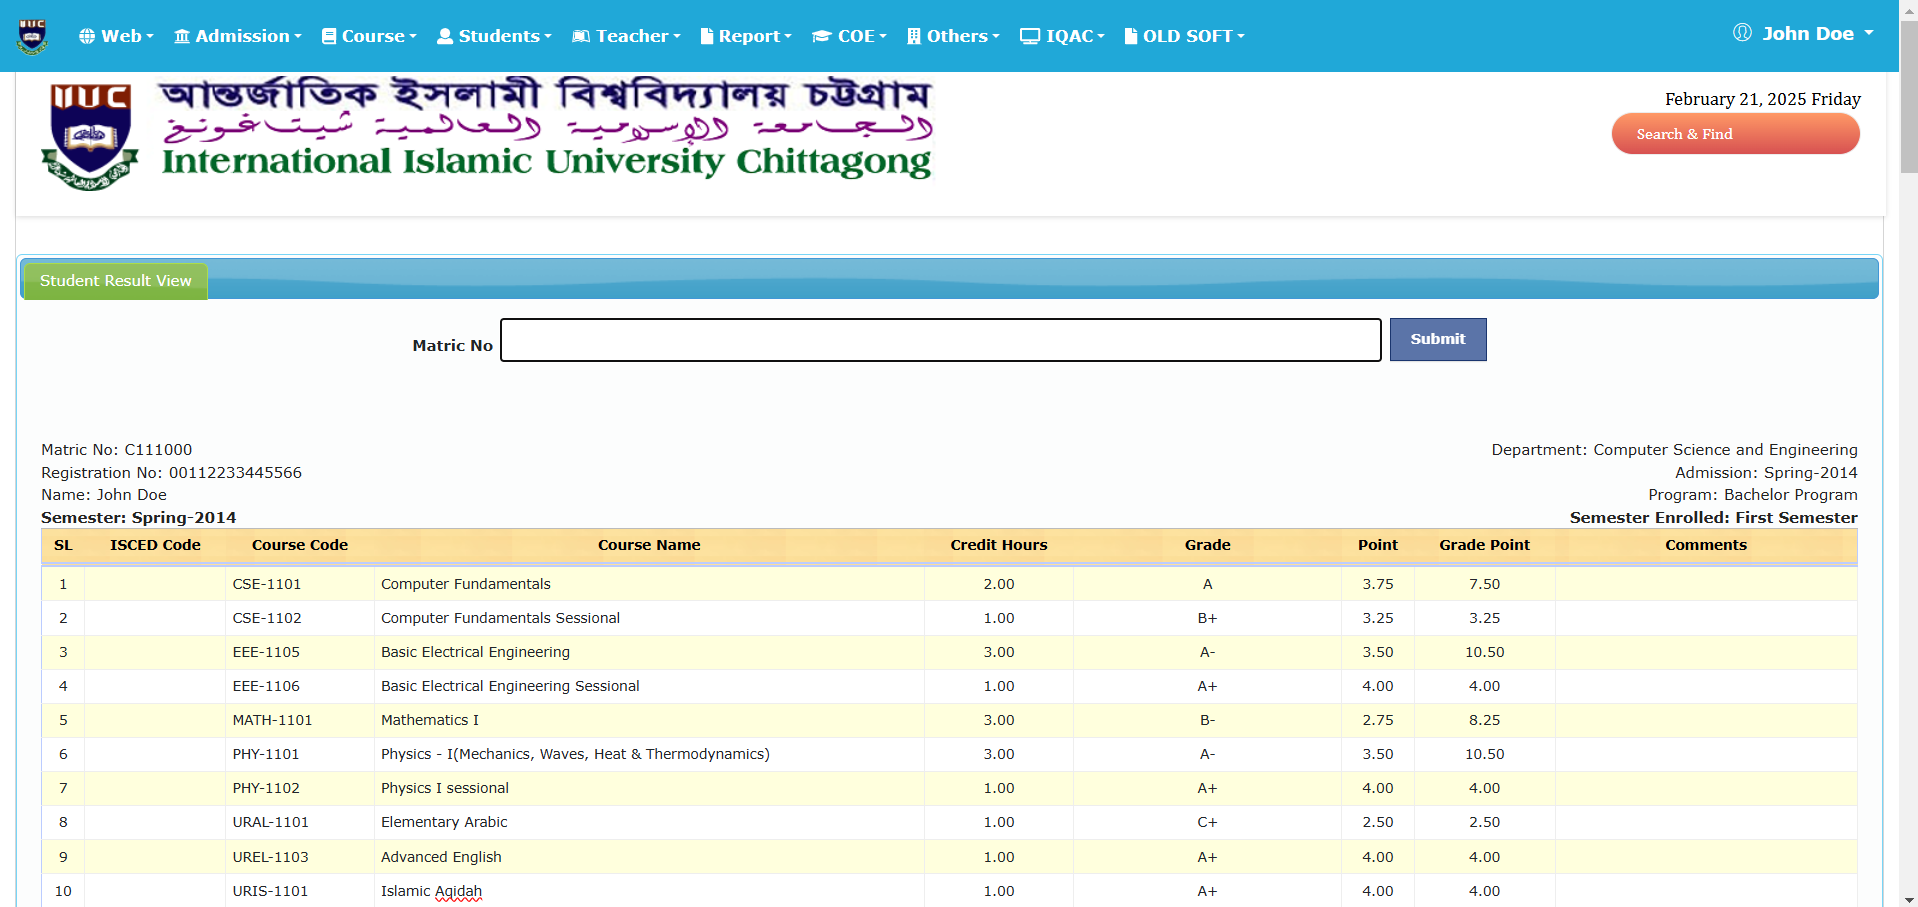 IIUC Web Admission Course Students Teacher Report COE Others IQAC OLD SOFT John Doe
IIUC
আন্তর্জাতিক ইসলামী বিশ্ববিদ্যালয় চট্টগ্রাম
الجامعة الإسلامية العالمية شيتاغونغ
International Islamic University Chittagong
February 21, 2025 Friday
Search & Find
Student Result View
Matric No
Submit
Matric No: C111000
Registration No: 00112233445566
Name: John Doe
Semester: Spring-2014
Department: Computer Science and Engineering
Admission: Spring-2014
Program: Bachelor Program
Semester Enrolled: First Semester
SL ISCED Code Course Code Course Name Credit Hours Grade Point Grade Point Comments
1 CSE-1101 Computer Fundamentals 2.00 A 3.75 7.50
2 CSE-1102 Computer Fundamentals Sessional 1.00 B+ 3.25 3.25
3 EEE-1105 Basic Electrical Engineering 3.00 A- 3.50 10.50
4 EEE-1106 Basic Electrical Engineering Sessional 1.00 A+ 4.00 4.00
5 MATH-1101 Mathematics I 3.00 B- 2.75 8.25
6 PHY-1101 Physics - I(Mechanics, Waves, Heat & Thermodynamics) 3.00 A- 3.50 10.50
7 PHY-1102 Physics I sessional 1.00 A+ 4.00 4.00
8 URAL-1101 Elementary Arabic 1.00 C+ 2.50 2.50
9 UREL-1103 Advanced English 1.00 A+ 4.00 4.00
10 URIS-1101 Islamic Aqidah 1.00 A+ 4.00 4.00